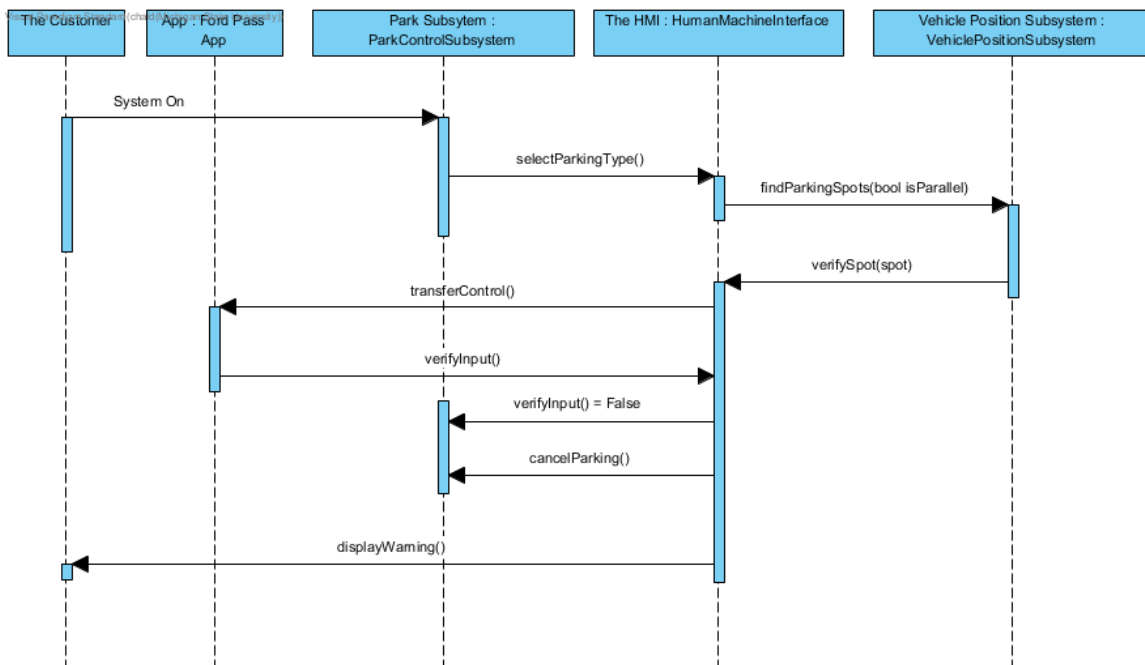 The Customer
App : Ford Pass
App
Park Subsytem :
ParkControlSubsystem
The HMI : HumanMachineInterface
Vehicle Position Subsystem :
VehiclePositionSubsystem
System On
selectParkingType()
findParkingSpots(bool isParallel)
verifySpot(spot)
transferControl()
verifyInput()
verifyInput() = False
cancelParking()
displayWarning()